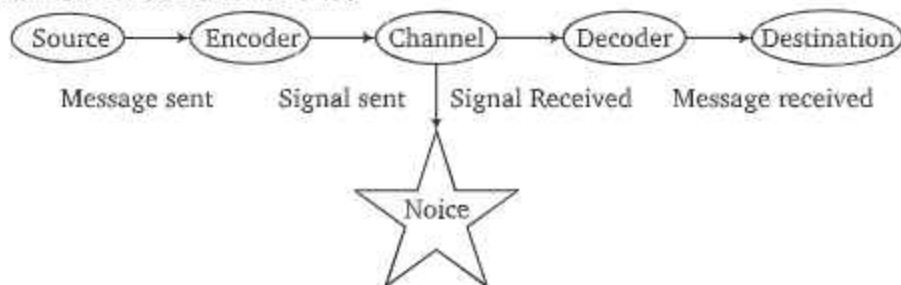 Source Encoder Channel Decoder Destination
Message sent Signal sent Signal Received Message received
Noice